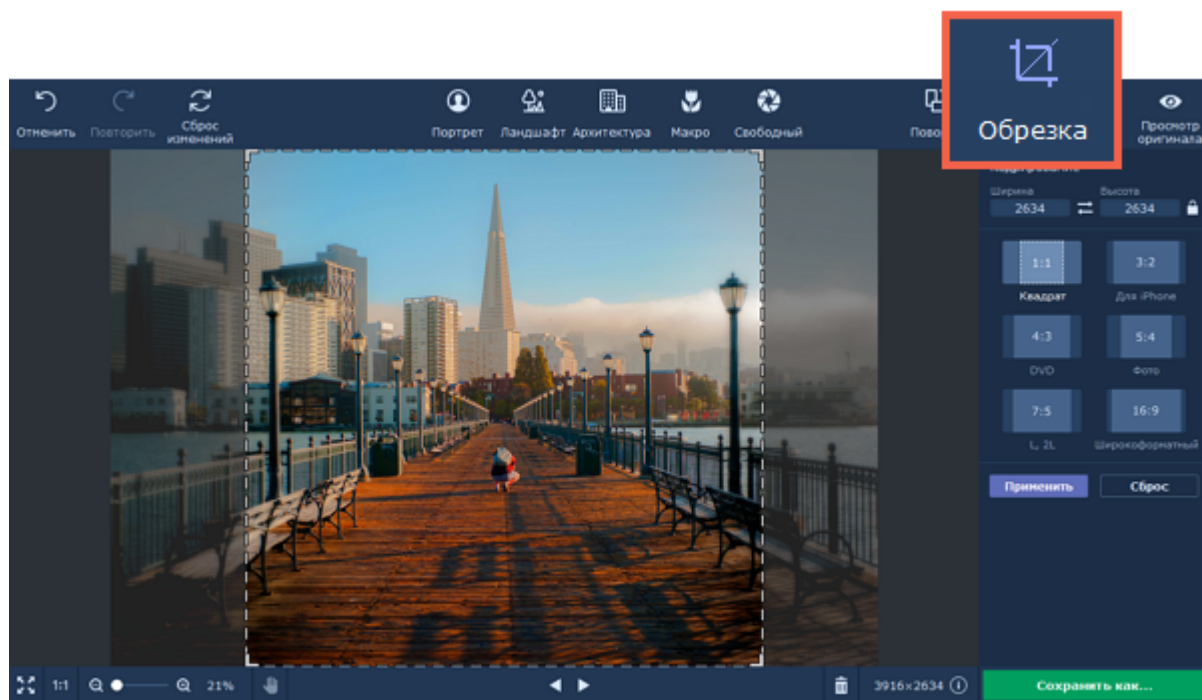 Обрезка
Отменить
Повторить
Сброс
изменений
Портрет
Ландшафт
Архитектура
Макро
Свободный
Просмотр
оригинала
Ширина
Высота
2634
2634
1:1
3:2
Квадрат
Для iPhone
4:3
5:4
DVD
Фото
7:5
16:9
L, 2L
Широкоформатный
Применить
Сброс
1:1
21%
3916×2634
Сохранить как...